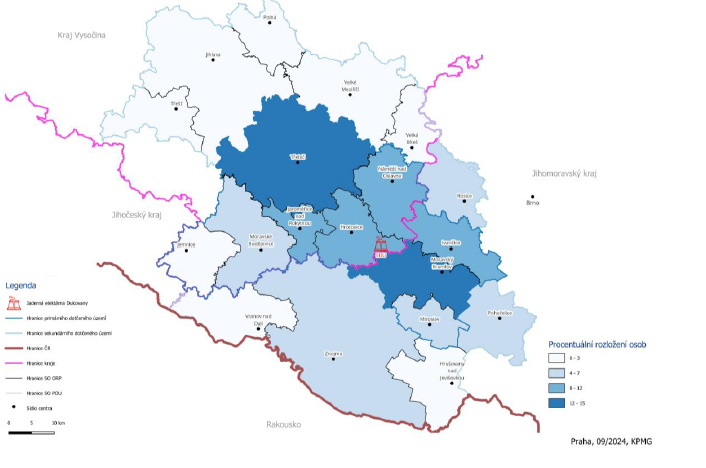 Polná
Kraj Vysočina
Jihlava
Velké
Meziříčí
Třešť
Velká
Bíteš
Třebíč
Náměšť nad
Oslavou
Jihomoravský kraj
Rosice
Brno
Jaroměřice
nad
Rokytnou
Jihočeský kraj
Hrotovice
Moravské
Budějovice
Jemnice
Ivančice
EDU
Moravský
Krumlov
Legenda
Jaderná elektrárna Dukovany
Hranice primárního dotčeného území
Hranice sekundárního dotčeného území
Hranice ČR
Hranice kraje
Hranice SO ORP
Hranice SO POU
Sídlo centra
0 5 10 km
Vranov nad
Dyjí
Miroslav
Pohořelice
Znojmo
Hrušovany
nad
Jevišovkou
Procentuální rozložení osob
0 - 3
4 - 7
8 - 12
12 - 15
Rakousko
Praha, 09/2024, KPMG